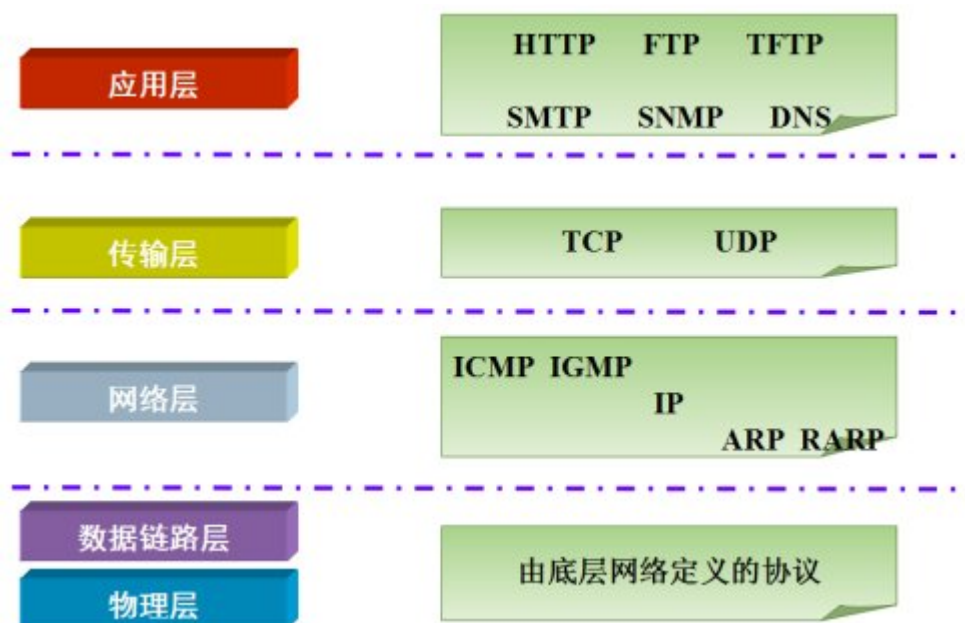 应用层
HTTP FTP TFTP
SMTP SNMP DNS
传输层
TCP UDP
网络层
ICMP IGMP
IP
ARP RARP
数据链路层
物理层
由底层网络定义的协议